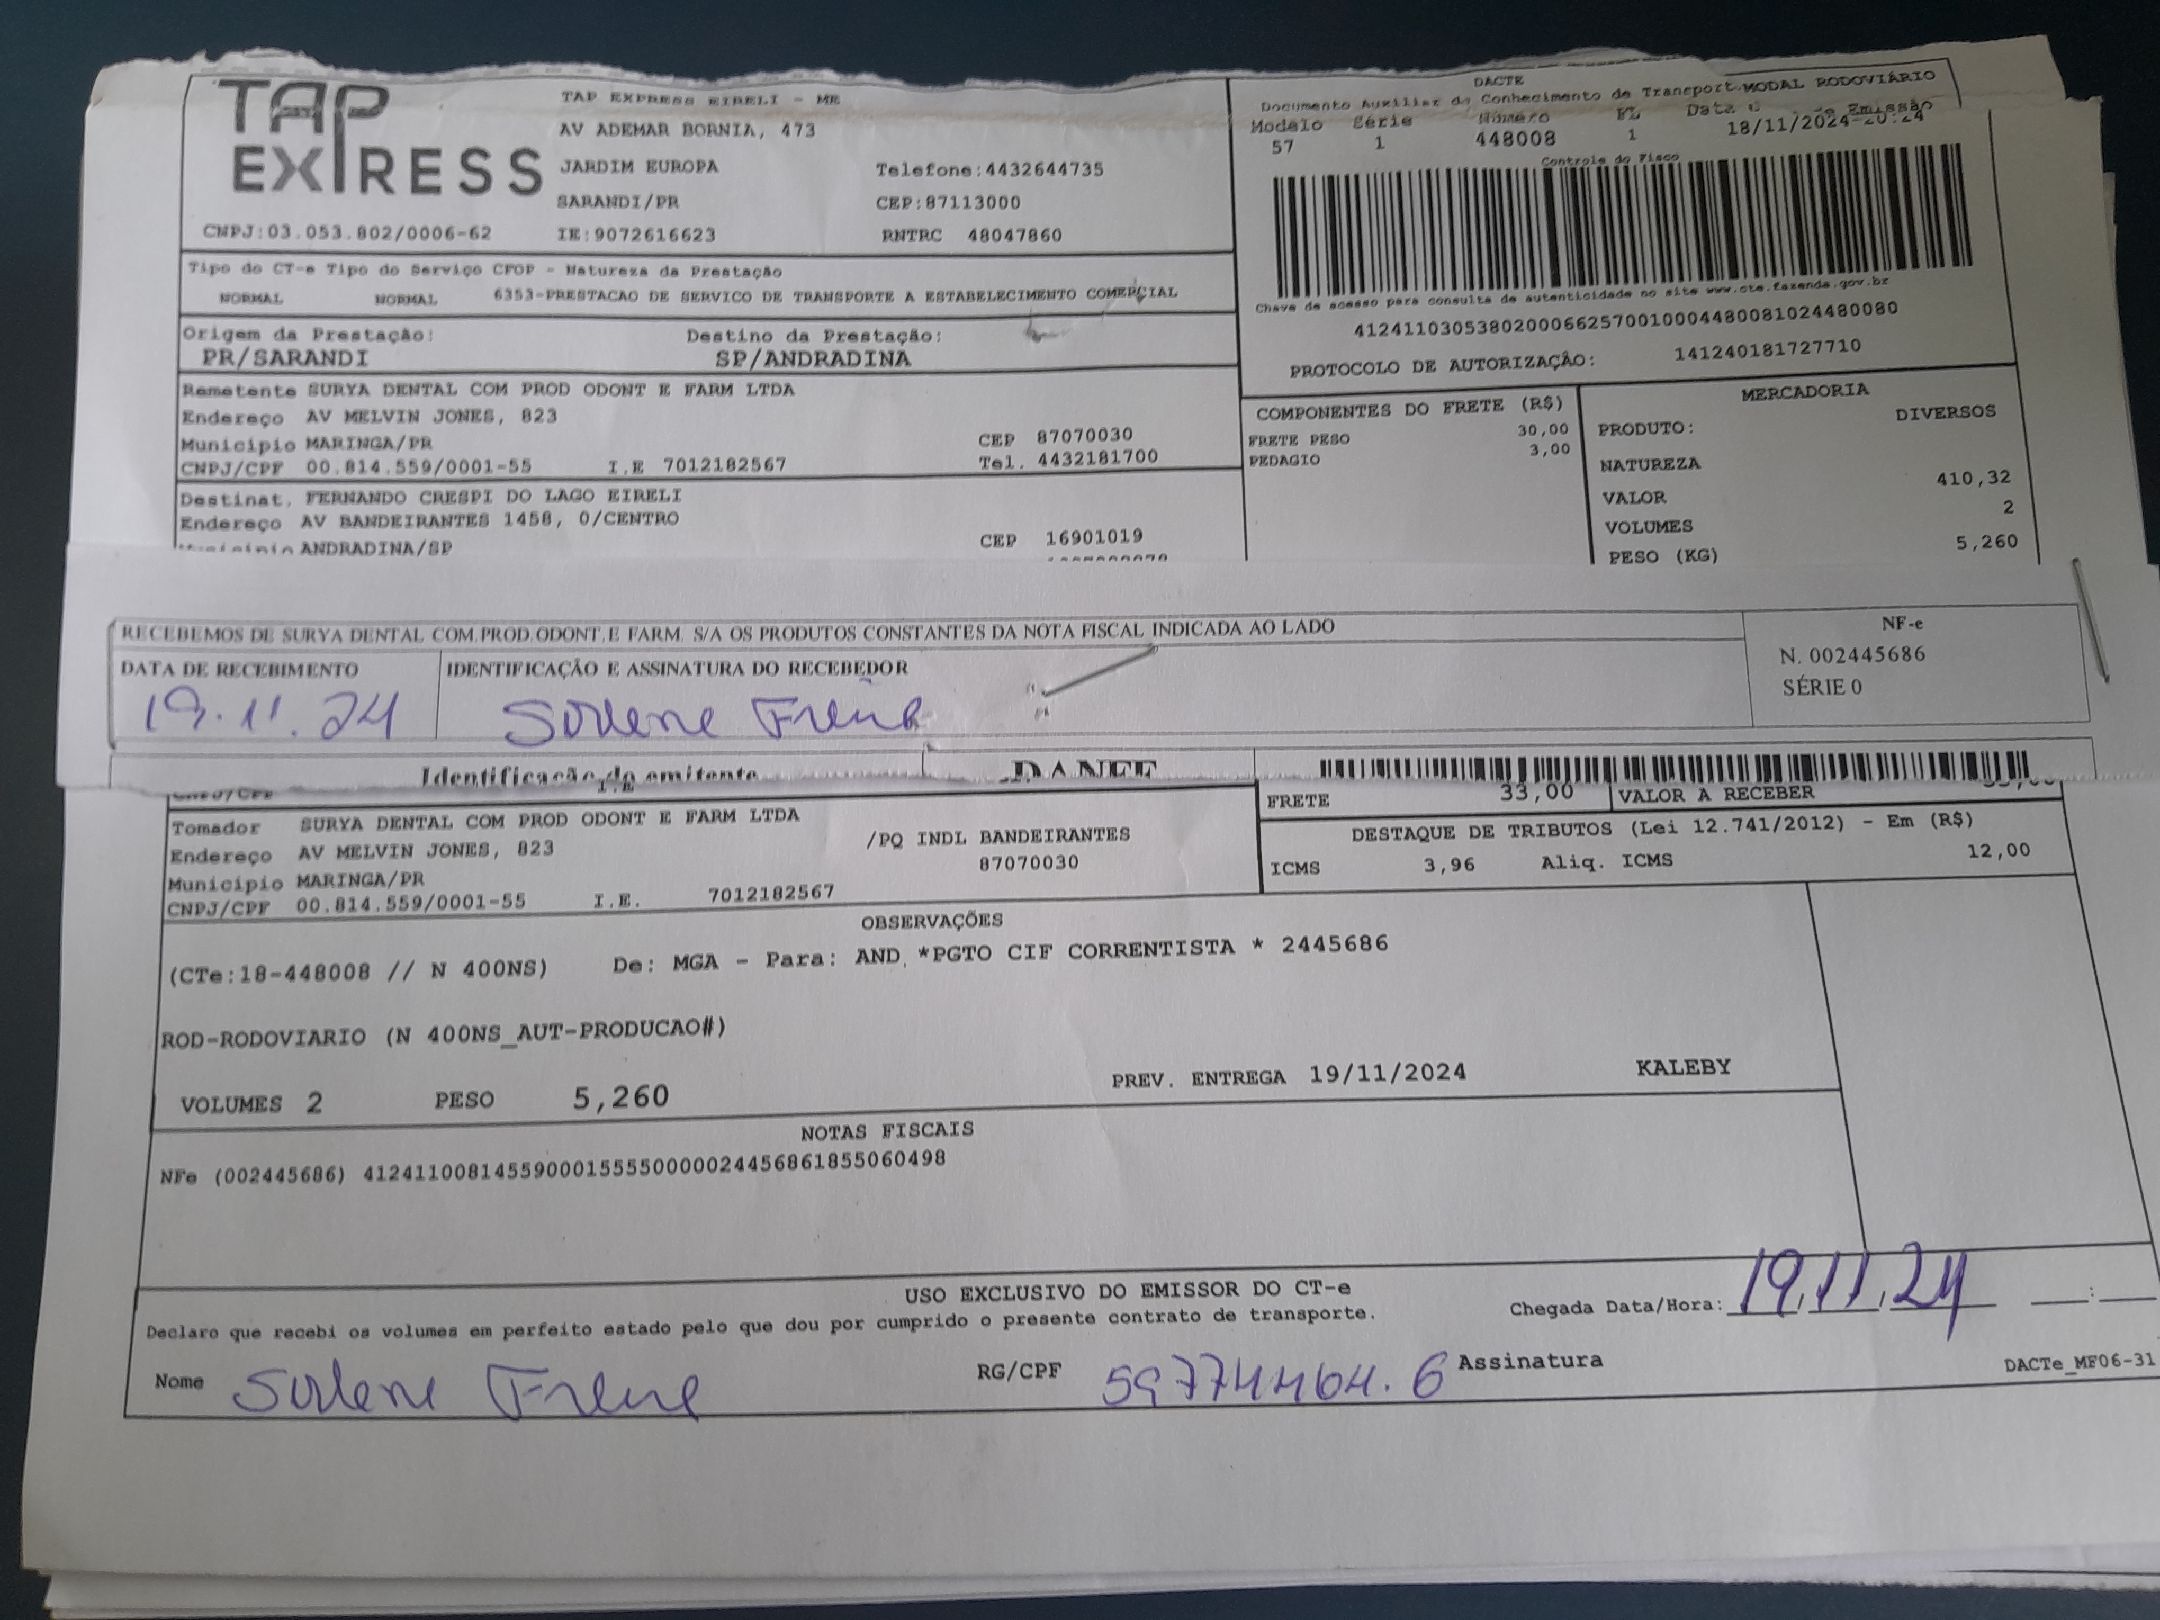 TAP EXPRESS
TAP EXPRESS EIRELI - ME
AV ADEMAR BORNIA, 473
JARDIM EUROPA Telefone:4432644735
SARANDI/PR CEP:87113000
CNPJ:03.053.802/0006-62 IE:9072616623 RNTRC 48047860
DACTE
Documento Auxiliar do Conhecimento de Transport MODAL RODOVIÁRIO
Modelo Série Número FL Data e de Emissão
57 1 448008 1 18/11/2024-20:24
Controle do Fisco
Chave de acesso para consulta de autenticidade no site www.cte.fazenda.gov.br
41241103053802000662570010004480081024480080
PROTOCOLO DE AUTORIZAÇÃO: 141240181727710
Tipo do CT-e Tipo do Serviço CFOP - Natureza da Prestação
NORMAL NORMAL 6353-PRESTACAO DE SERVICO DE TRANSPORTE A ESTABELECIMENTO COMERCIAL
Origem da Prestação: Destino da Prestação:
PR/SARANDI SP/ANDRADINA
Remetente SURYA DENTAL COM PROD ODONT E FARM LTDA
Endereço AV MELVIN JONES, 823
Município MARINGA/PR CEP 87070030
CNPJ/CPF 00.814.559/0001-55 I.E 7012182567 Tel. 4432181700
Destinat. FERNANDO CRESPI DO LAGO EIRELI
Endereço AV BANDEIRANTES 1458, 0/CENTRO
Município ANDRADINA/SP CEP 16901019
COMPONENTES DO FRETE (R$)
FRETE PESO 30,00
PEDAGIO 3,00
MERCADORIA
PRODUTO: DIVERSOS
NATUREZA
VALOR 410,32
VOLUMES 2
PESO (KG) 5,260
RECEBEMOS DE SURYA DENTAL COM.PROD.ODONT.E FARM. S/A OS PRODUTOS CONSTANTES DA NOTA FISCAL INDICADA AO LADO
DATA DE RECEBIMENTO IDENTIFICAÇÃO E ASSINATURA DO RECEBEDOR
19.11.24
NF-e
N. 002445686
SÉRIE 0
Identificação do emitente DANFE
CNPJ/CPF I.E
FRETE 33,00 VALOR A RECEBER
Tomador SURYA DENTAL COM PROD ODONT E FARM LTDA
Endereço AV MELVIN JONES, 823 /PQ INDL BANDEIRANTES
Município MARINGA/PR 87070030
CNPJ/CPF 00.814.559/0001-55 I.E. 7012182567
DESTAQUE DE TRIBUTOS (Lei 12.741/2012) - Em (R$)
ICMS 3,96 Aliq. ICMS 12,00
OBSERVAÇÕES
(CTe:18-448008 // N 400NS) De: MGA - Para: AND *PGTO CIF CORRENTISTA * 2445686
ROD-RODOVIARIO (N 400NS_AUT-PRODUCAO#)
VOLUMES 2 PESO 5,260 PREV. ENTREGA 19/11/2024 KALEBY
NOTAS FISCAIS
NFe (002445686) 41241100814559000155550000024456861855060498
USO EXCLUSIVO DO EMISSOR DO CT-e
Declaro que recebi os volumes em perfeito estado pelo que dou por cumprido o presente contrato de transporte.
Chegada Data/Hora: 19,11,24 :
Nome RG/CPF 59774464.6 Assinatura
DACTe_MF06-31